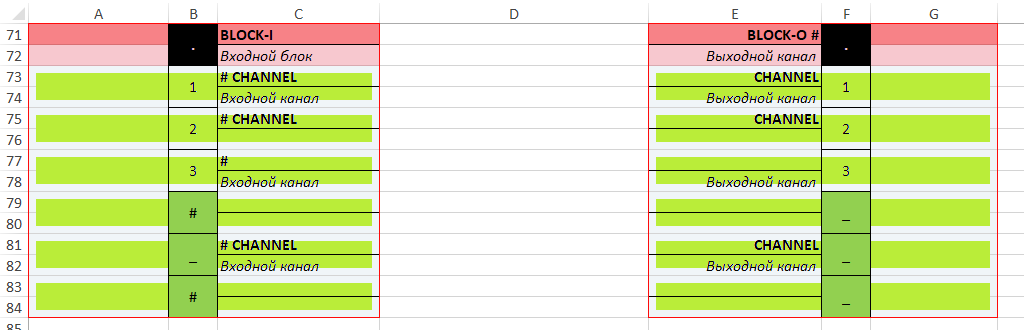 A B C D E F G
71 . BLOCK-I BLOCK-O # .
72 Входной блок Выходной канал
73 # CHANNEL CHANNEL
1 1
74 Входной канал Выходной канал
75 # CHANNEL CHANNEL
2 2
76
77 #
3 3
78 Входной канал Выходной канал
79
# _
80
81 # CHANNEL CHANNEL
_ _
82 Входной канал Выходной канал
83
# _
84
85